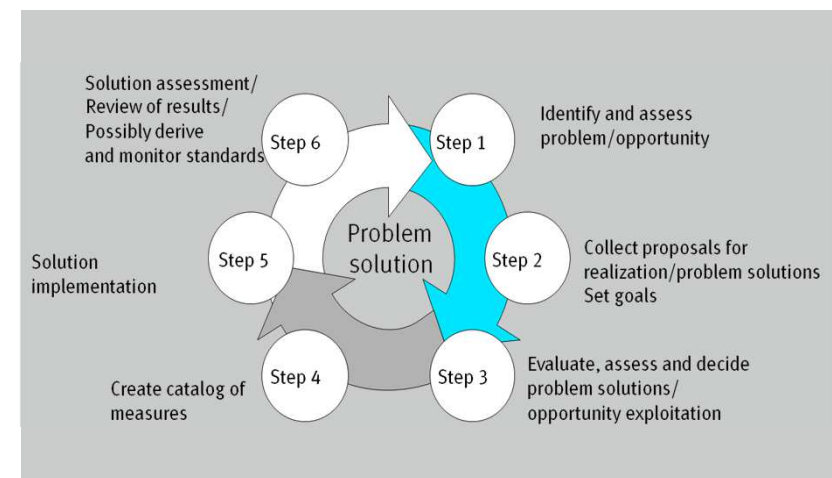 Problem
solution
Step 1
Identify and assess
problem/opportunity
Step 2
Collect proposals for
realization/problem solutions
Set goals
Step 3
Evaluate, assess and decide
problem solutions/
opportunity exploitation
Step 4
Create catalog of
measures
Step 5
Solution
implementation
Step 6
Solution assessment/
Review of results/
Possibly derive
and monitor standards